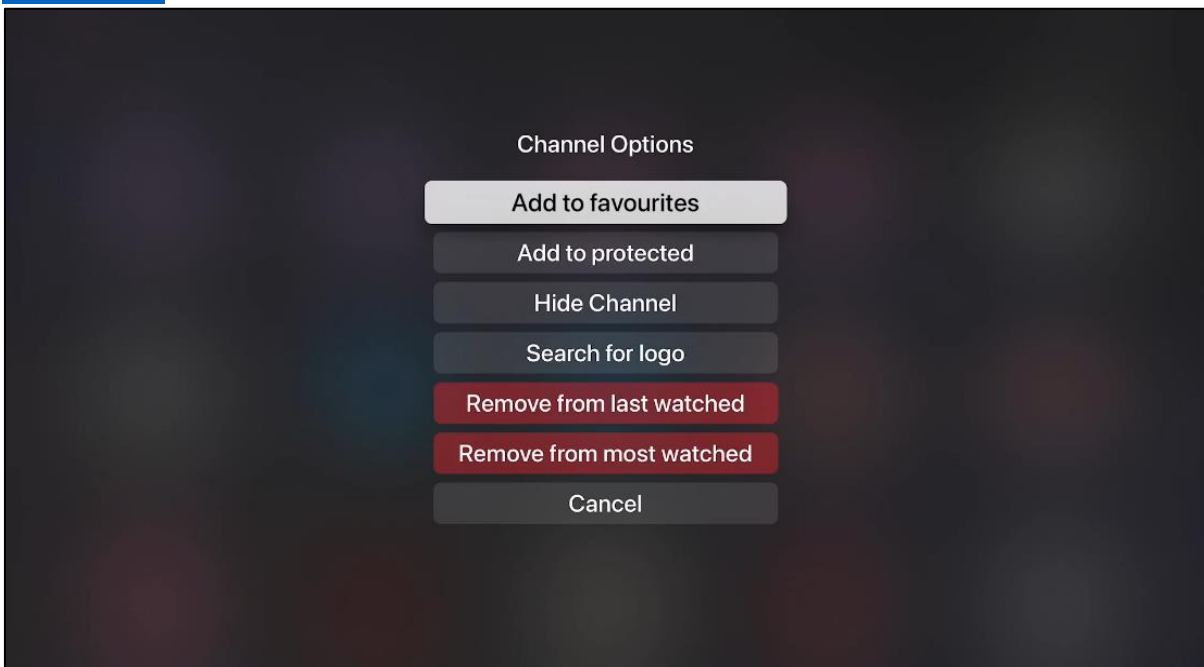 Channel Options
Add to favourites
Add to protected
Hide Channel
Search for logo
Remove from last watched
Remove from most watched
Cancel